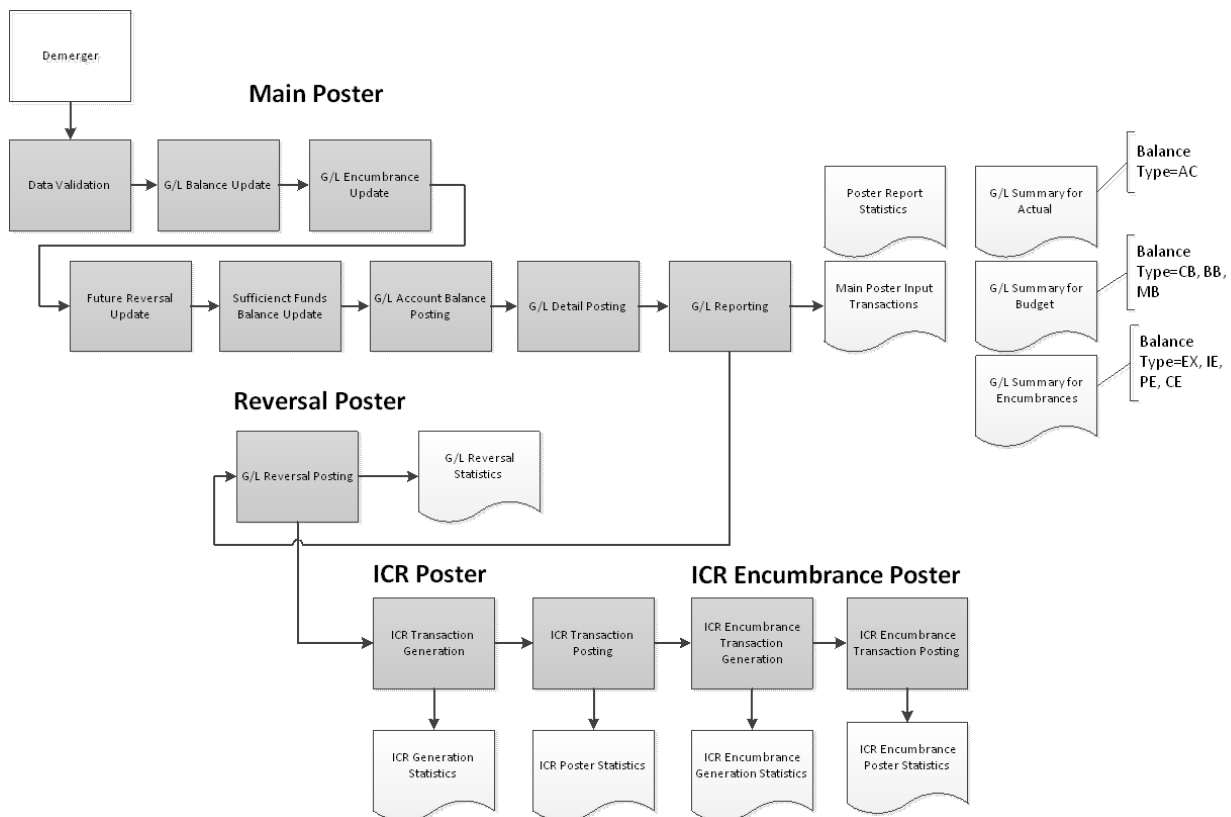 Demerger
Main Poster
Data Validation
G/L Balance Update
G/L Encumbrance
Update
Poster Report
Statistics
G/L Summary for
Actual
Balance
Type=AC
Future Reversal
Update
Sufficienct Funds
Balance Update
G/L Account Balance
Posting
G/L Detail Posting
G/L Reporting
Main Poster Input
Transactions
G/L Summary for
Budget
Balance
Type=CB, BB,
MB
G/L Summary for
Encumbrances
Balance
Type=EX, IE,
PE, CE
Reversal Poster
G/L Reversal Posting
G/L Reversal
Statistics
ICR Poster
ICR Encumbrance Poster
ICR Transaction
Generation
ICR Transaction
Posting
ICR Encumbrance
Transaction
Generation
ICR Encumbrance
Transaction Posting
ICR Generation
Statistics
ICR Poster Statistics
ICR Encumbrance
Generation Statistics
ICR Encumbrance
Poster Statistics